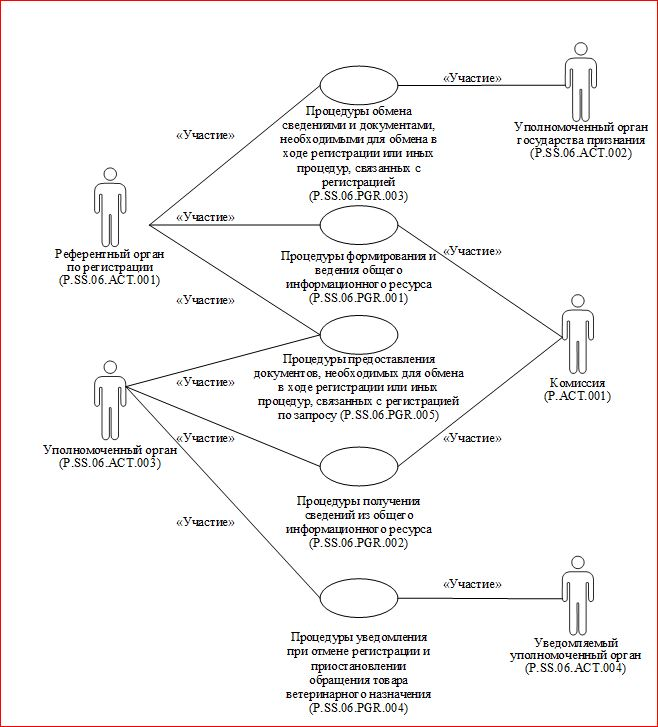 «Участие»
Процедуры обмена
сведениями и документами,
необходимыми для обмена в
ходе регистрации или иных
процедур, связанных с
регистрацией
(P.SS.06.PGR.003)
Уполномоченный орган
государства признания
(P.SS.06.ACT.002)
«Участие»
«Участие»
Референтный орган
по регистрации
(P.SS.06.ACT.001)
Процедуры формирования и
ведения общего
информационного ресурса
(P.SS.06.PGR.001)
«Участие»
«Участие»
Процедуры предоставления
документов, необходимых для обмена
в ходе регистрации или иных
процедур, связанных с регистрацией
по запросу (P.SS.06.PGR.005)
Комиссия
(P.ACT.001)
«Участие»
Уполномоченный орган
(P.SS.06.ACT.003)
«Участие»
«Участие»
Процедуры получения
сведений из общего
информационного ресурса
(P.SS.06.PGR.002)
«Участие»
«Участие»
Процедуры уведомления
при отмене регистрации и
приостановлении
обращения товара
ветеринарного назначения
(P.SS.06.PGR.004)
Уведомляемый
уполномоченный орган
(P.SS.06.ACT.004)